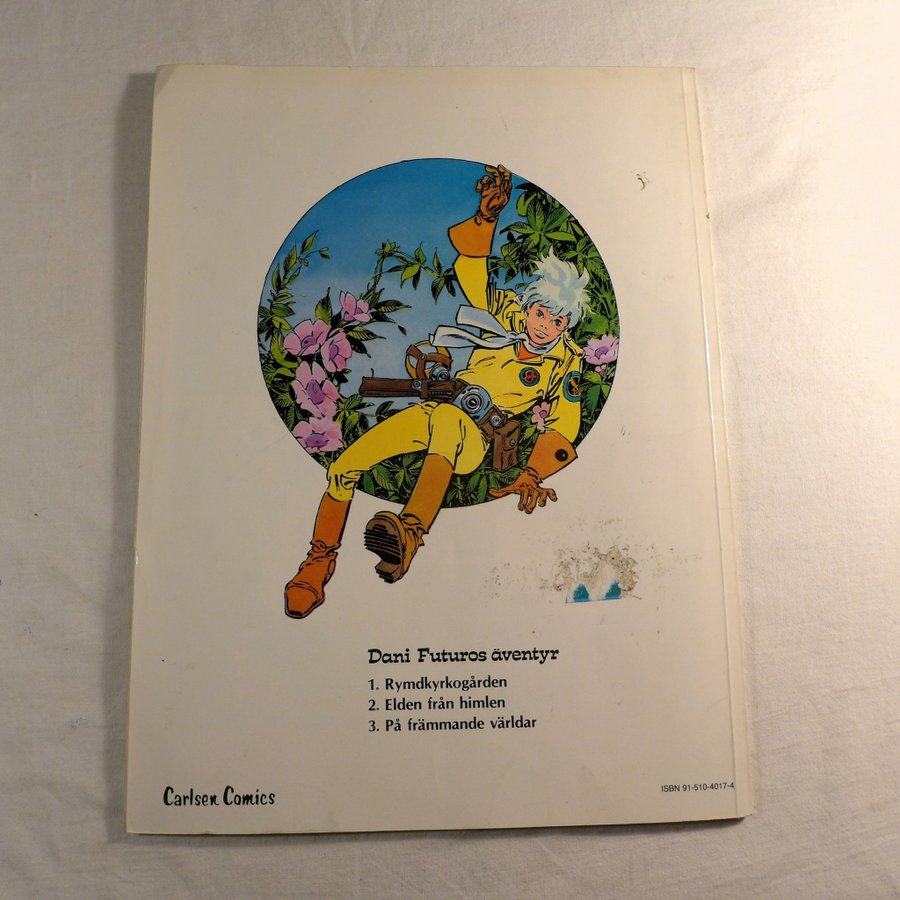 Dani Futuros äventyr
1. Rymdkyrkogården
2. Elden från himlen
3. På främmande världar
Carlsen Comics
ISBN 91-510-4017-4